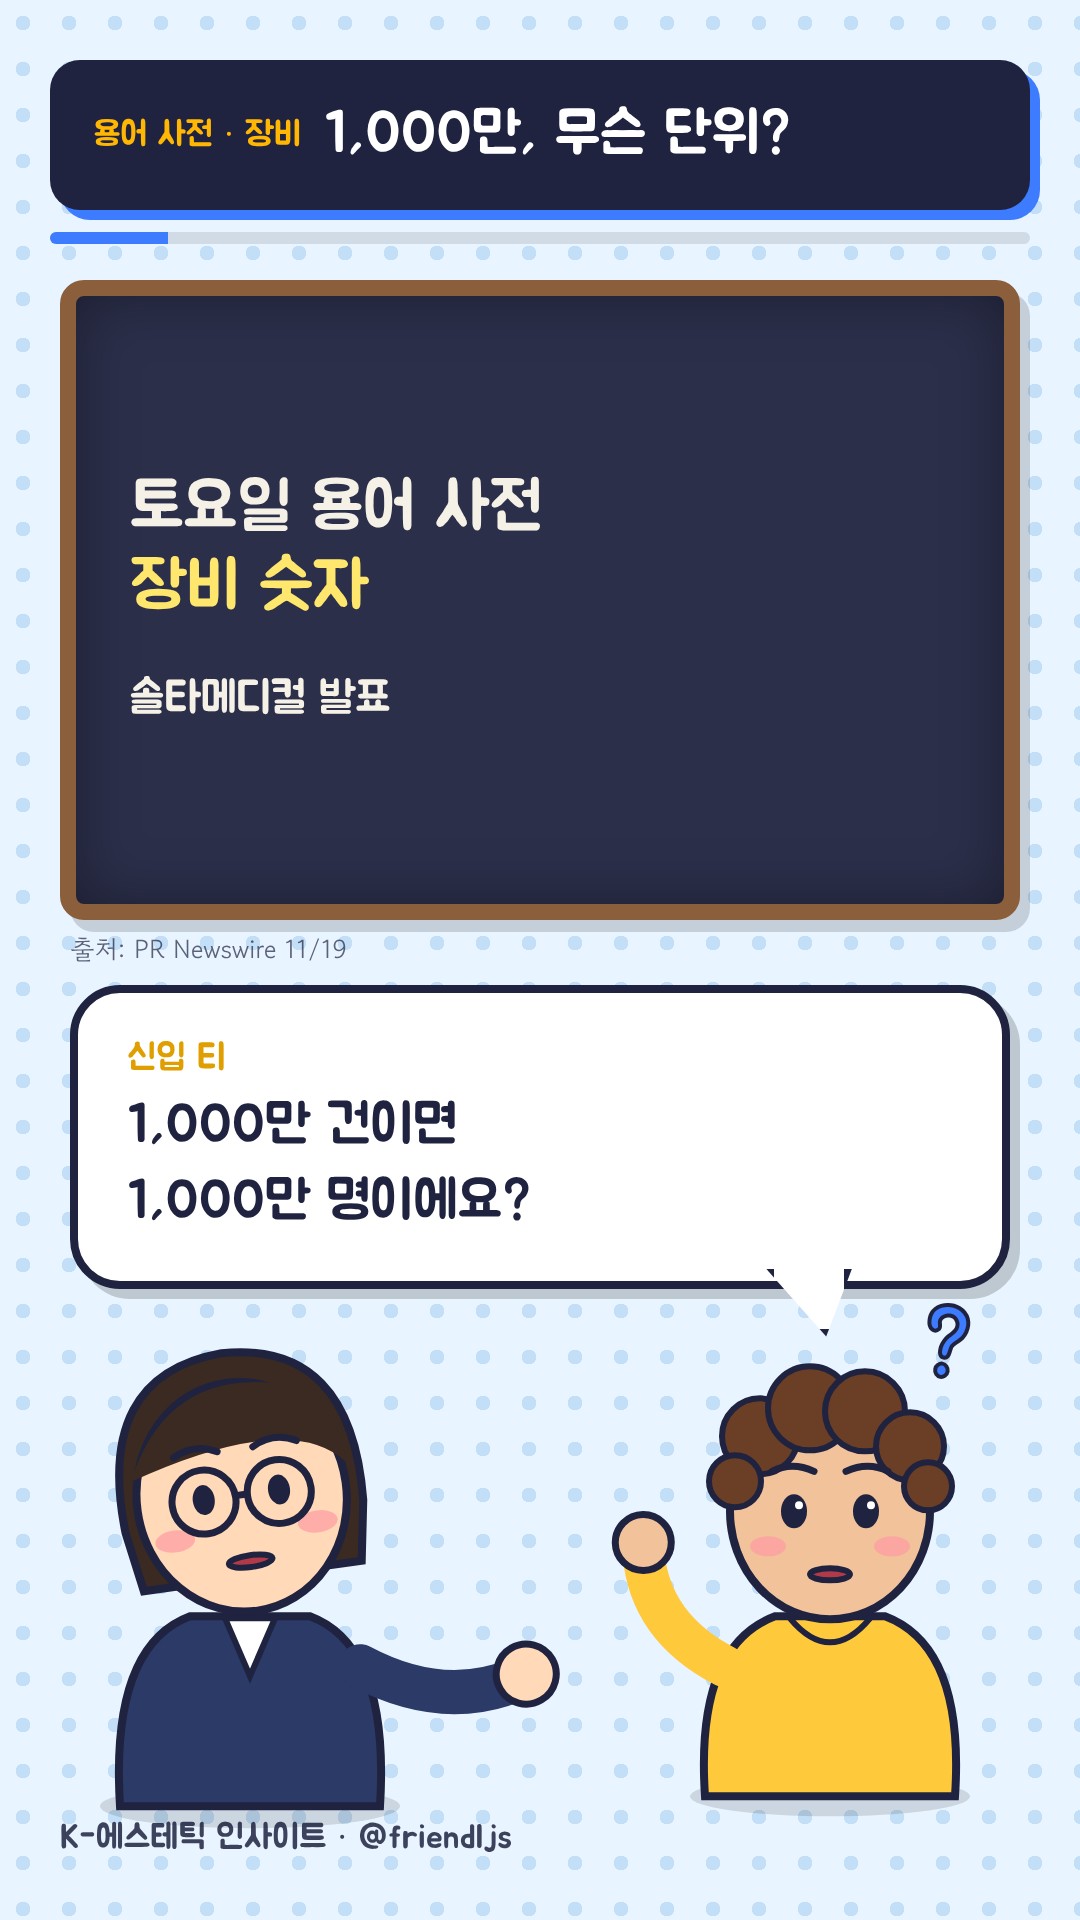 용어 사전 · 장비 1,000만, 무슨 단위?
토요일 용어 사전
장비 숫자
솔타메디컬 발표
출처: PR Newswire 11/19
신입 티
1,000만 건이면
1,000만 명이에요?
?
K-에스테틱 인사이트 · @friendljs